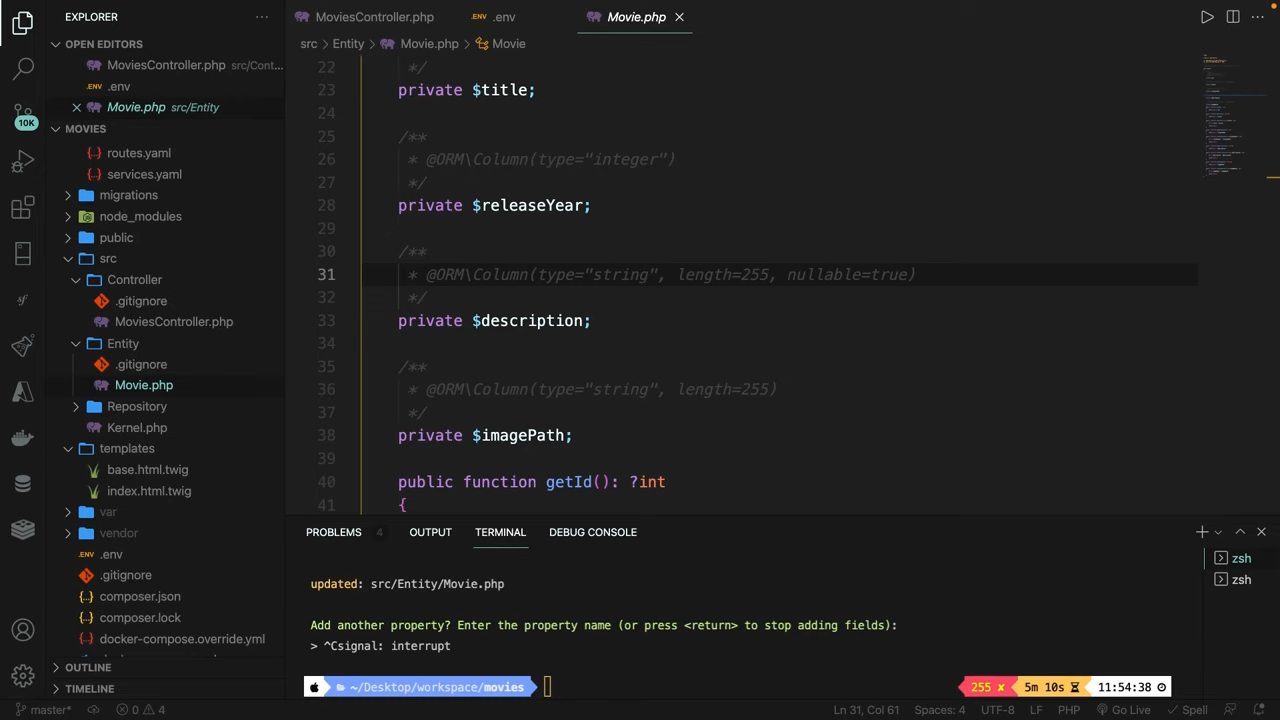 EXPLORER
OPEN EDITORS
MoviesController.php src/Cont...
.ENV .env
Movie.php src/Entity
10K
MOVIES
routes.yaml
services.yaml
migrations
node_modules
public
src
Controller
.gitignore
MoviesController.php
Entity
.gitignore
Movie.php
Repository
Kernel.php
templates
base.html.twig
index.html.twig
var
vendor
.ENV .env
.gitignore
composer.json
composer.lock
docker-compose.override.yml
OUTLINE
TIMELINE
MoviesController.php
.ENV .env
Movie.php
src > Entity > Movie.php > Movie
22 */
23 private $title;
24
25 /**
26 * @ORM\Column(type="integer")
27 */
28 private $releaseYear;
29
30 /**
31 * @ORM\Column(type="string", length=255, nullable=true)
32 */
33 private $description;
34
35 /**
36 * @ORM\Column(type="string", length=255)
37 */
38 private $imagePath;
39
40 public function getId(): ?int
41 {
PROBLEMS 4 OUTPUT TERMINAL DEBUG CONSOLE
updated: src/Entity/Movie.php
Add another property? Enter the property name (or press <return> to stop adding fields):
> ^Csignal: interrupt
~/Desktop/workspace/movies
255 ✘ 5m 10s 11:54:38
zsh
zsh
master* 0 4 Ln 31, Col 61 Spaces: 4 UTF-8 LF PHP Go Live Spell